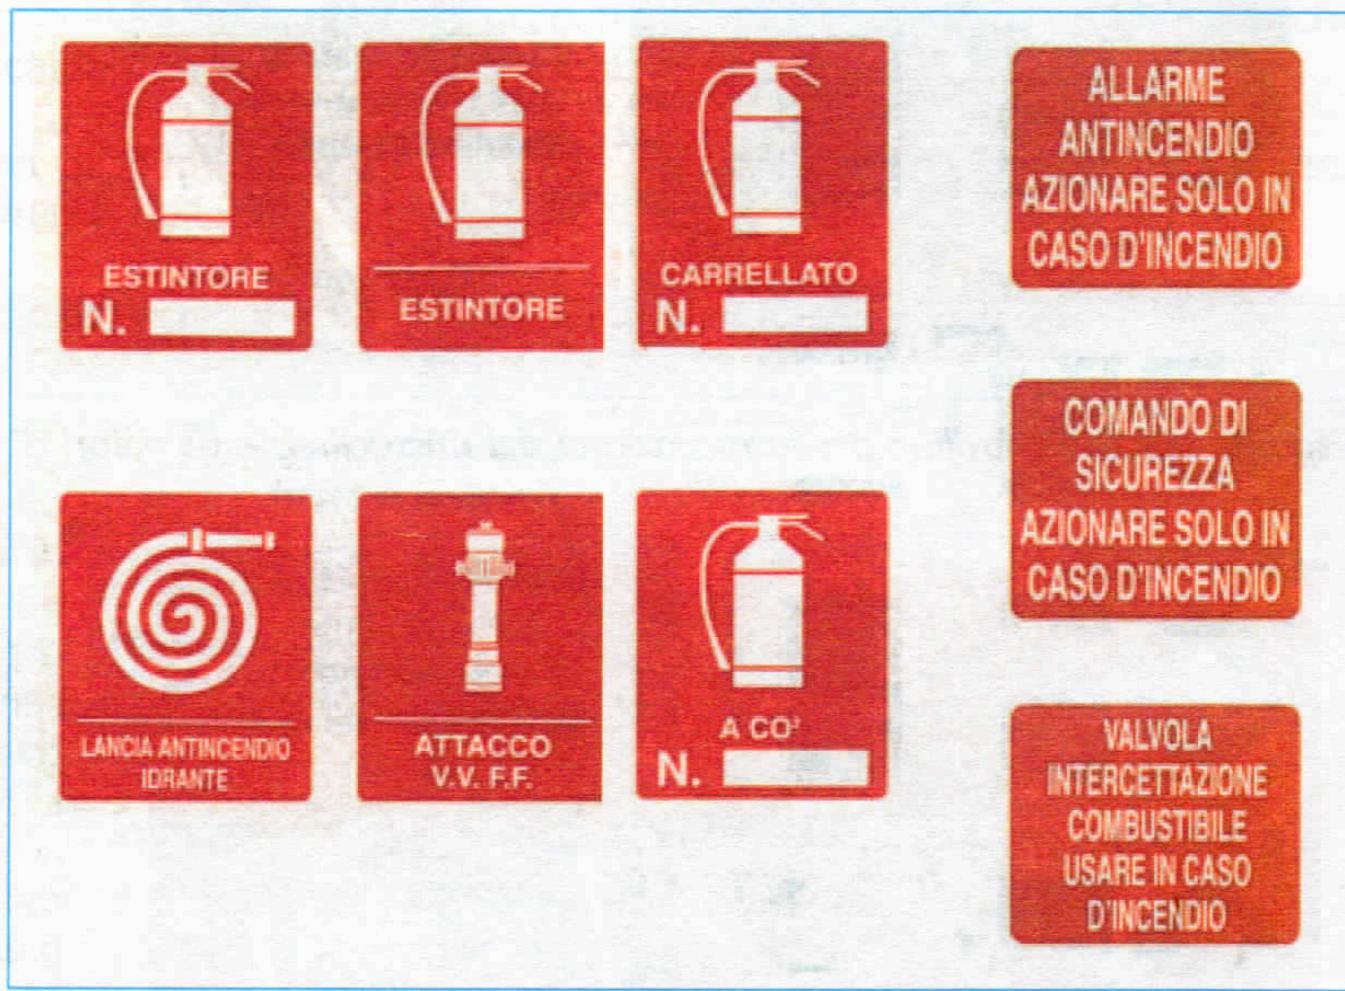 ESTINTORE
N.
ESTINTORE
CARRELLATO
N.
ALLARME
ANTINCENDIO
AZIONARE SOLO IN
CASO D'INCENDIO
COMANDO DI
SICUREZZA
AZIONARE SOLO IN
CASO D'INCENDIO
LANCIA ANTINCENDIO
IDRANTE
ATTACCO
V.V. F.F.
A CO²
N.
VALVOLA
INTERCETTAZIONE
COMBUSTIBILE
USARE IN CASO
D'INCENDIO